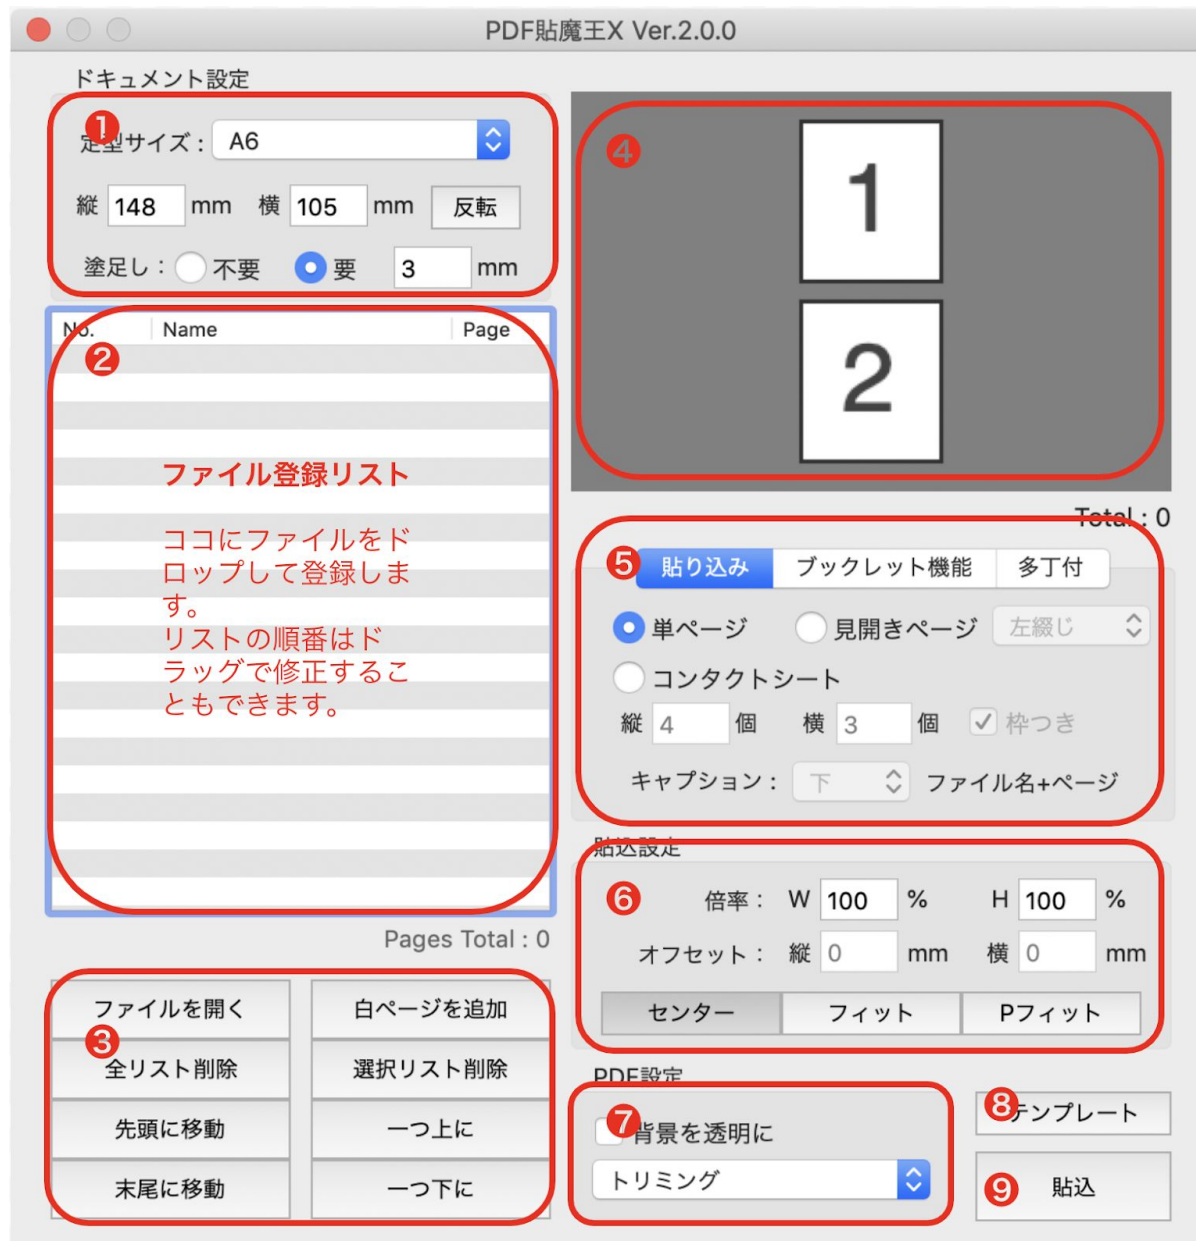 PDF貼魔王X Ver.2.0.0
ドキュメント設定
❶
定型サイズ： A6
縦 148 mm 横 105 mm 反転
塗足し： 不要 要 3 mm
No. Name Page
❷
ファイル登録リスト
ココにファイルをド
ロップして登録しま
す。
リストの順番はド
ラッグで修正するこ
ともできます。
Pages Total : 0
❸
ファイルを開く 白ページを追加
全リスト削除 選択リスト削除
先頭に移動 一つ上に
末尾に移動 一つ下に
❹
1
2
Total : 0
❺
貼り込み ブックレット機能 多丁付
単ページ 見開きページ 左綴じ
コンタクトシート
縦 4 個 横 3 個 枠つき
キャプション： 下 ファイル名+ページ
貼込設定
❻
倍率： W 100 % H 100 %
オフセット： 縦 0 mm 横 0 mm
センター フィット Pフィット
PDF設定
❼
背景を透明に
トリミング
❽
テンプレート
❾
貼込